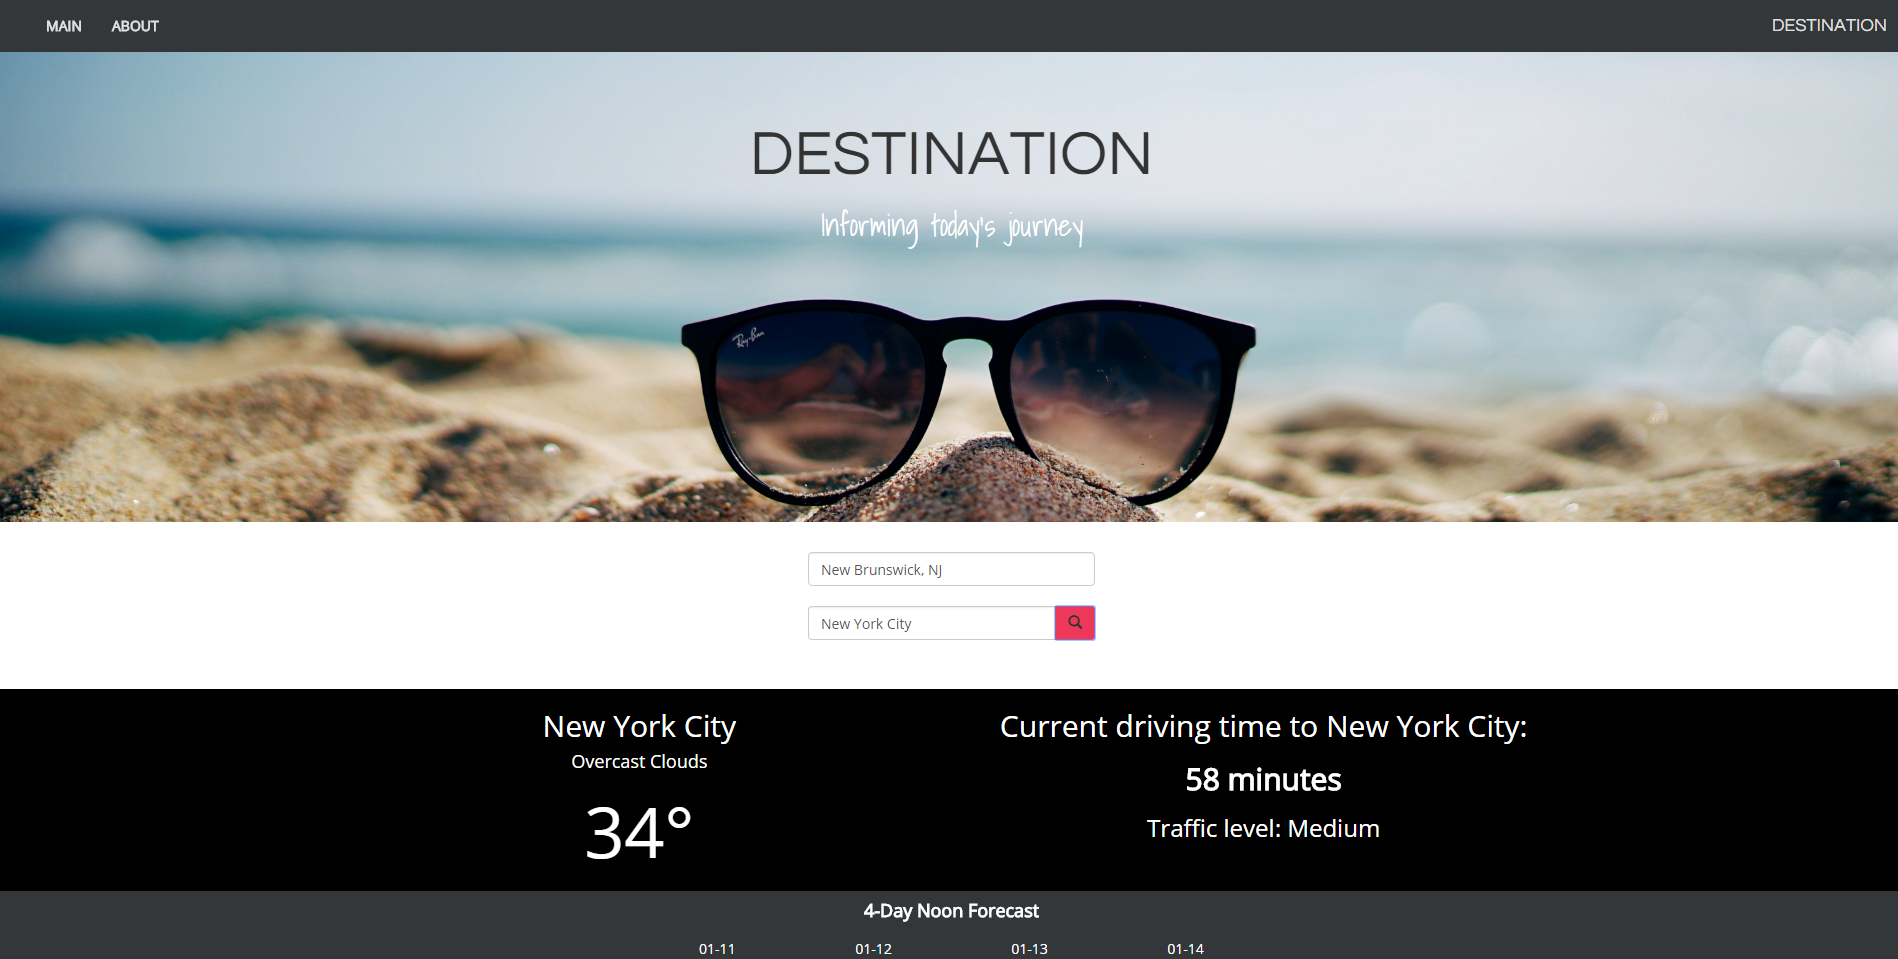 MAIN ABOUT DESTINATION
DESTINATION
Informing today's journey
Ray-Ban
New Brunswick, NJ
New York City
New York City
Overcast Clouds
34°
Current driving time to New York City:
58 minutes
Traffic level: Medium
4-Day Noon Forecast
01-11 01-12 01-13 01-14